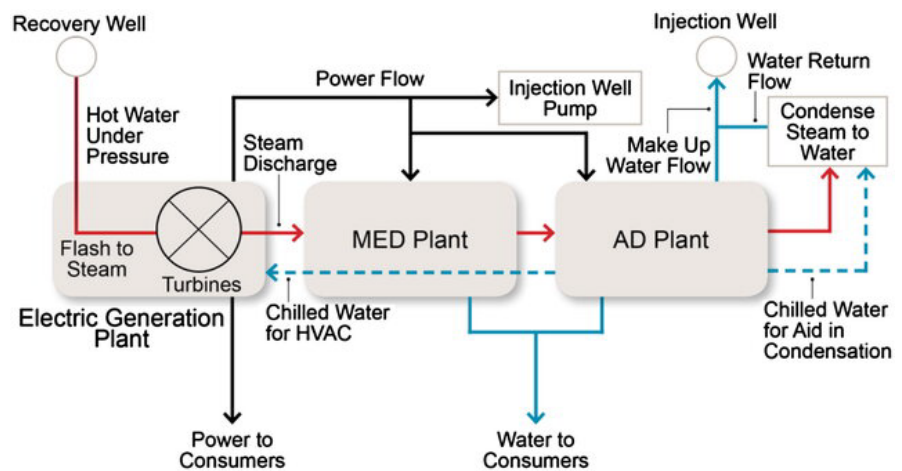 Recovery Well
Injection Well
Power Flow
Water Return
Flow
Injection Well
Pump
Hot Water
Under
Pressure
Steam
Discharge
Make Up
Water Flow
Condense
Steam to
Water
MED Plant
AD Plant
Flash to
Steam
Turbines
Electric Generation
Plant
Chilled Water
for HVAC
Chilled Water
for Aid in
Condensation
Power to
Consumers
Water to
Consumers